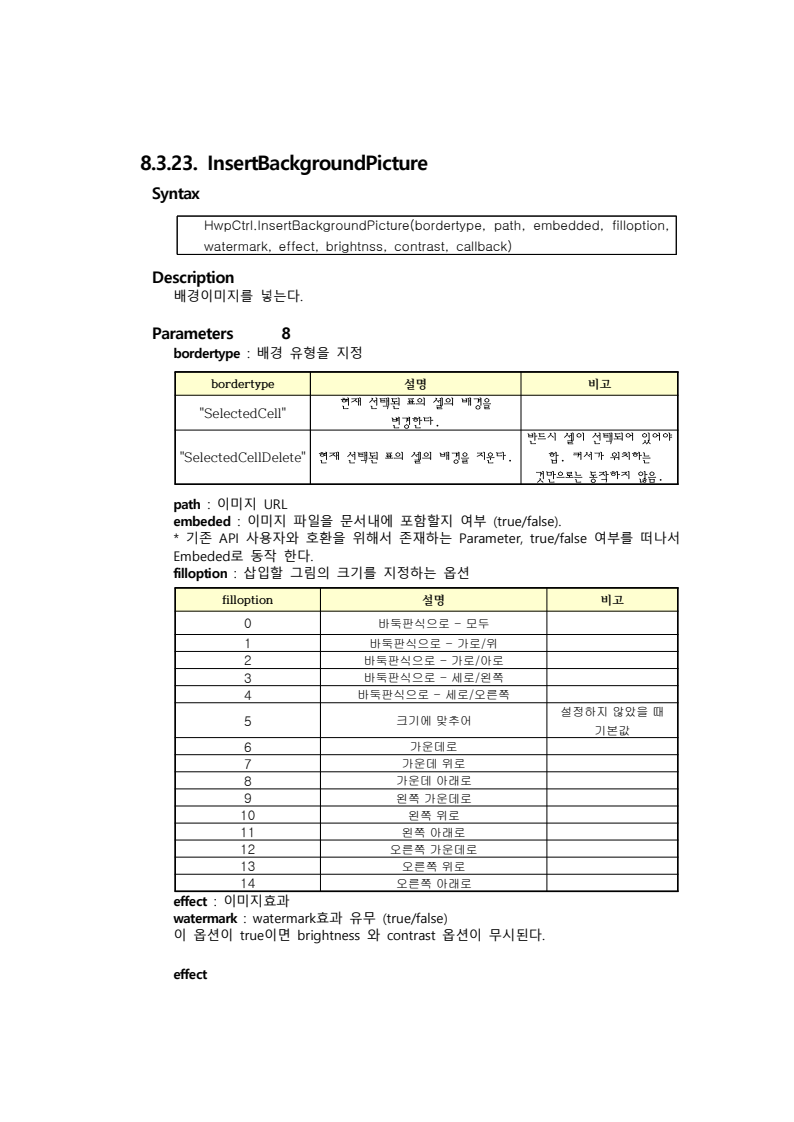 8.3.23. InsertBackgroundPicture
Syntax
HwpCtrl.InsertBackgroundPicture(bordertype, path, embedded, filloption,
watermark, effect, brightnss, contrast, callback)
Description
배경이미지를 넣는다.
Parameters 8
bordertype : 배경 유형을 지정
bordertype 설명 비고
"SelectedCell" 현재 선택된 표의 셀의 배경을
변경한다.
"SelectedCellDelete" 현재 선택된 표의 셀의 배경을 지운다. 반드시 셀이 선택되어 있어야
함. 커서가 위치하는
것만으로는 동작하지 않음.
path : 이미지 URL
embeded : 이미지 파일을 문서내에 포함할지 여부 (true/false).
* 기존 API 사용자와 호환을 위해서 존재하는 Parameter, true/false 여부를 떠나서
Embeded로 동작 한다.
filloption : 삽입할 그림의 크기를 지정하는 옵션
filloption 설명 비고
0 바둑판식으로 - 모두
1 바둑판식으로 - 가로/위
2 바둑판식으로 - 가로/아로
3 바둑판식으로 - 세로/왼쪽
4 바둑판식으로 - 세로/오른쪽
5 크기에 맞추어 설정하지 않았을 때
기본값
6 가운데로
7 가운데 위로
8 가운데 아래로
9 왼쪽 가운데로
10 왼쪽 위로
11 왼쪽 아래로
12 오른쪽 가운데로
13 오른쪽 위로
14 오른쪽 아래로
effect : 이미지효과
watermark : watermark효과 유무 (true/false)
이 옵션이 true이면 brightness 와 contrast 옵션이 무시된다.
effect